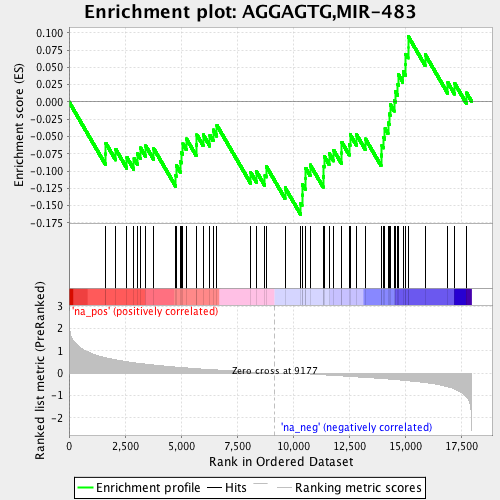 Enrichment plot: AGGAGTG,MIR-483
Enrichment score (ES)
0.100
0.075
0.050
0.025
0.000
-0.025
-0.050
-0.075
-0.100
-0.125
-0.150
-0.175
'na_pos' (positively correlated)
Ranked list metric (PreRanked)
3
2
1
0
-1
-2
Zero cross at 9177
'na_neg' (negatively correlated)
0
2,500
5,000
7,500
10,000
12,500
15,000
17,500
Rank in Ordered Dataset
Enrichment profile
Hits
Ranking metric scores